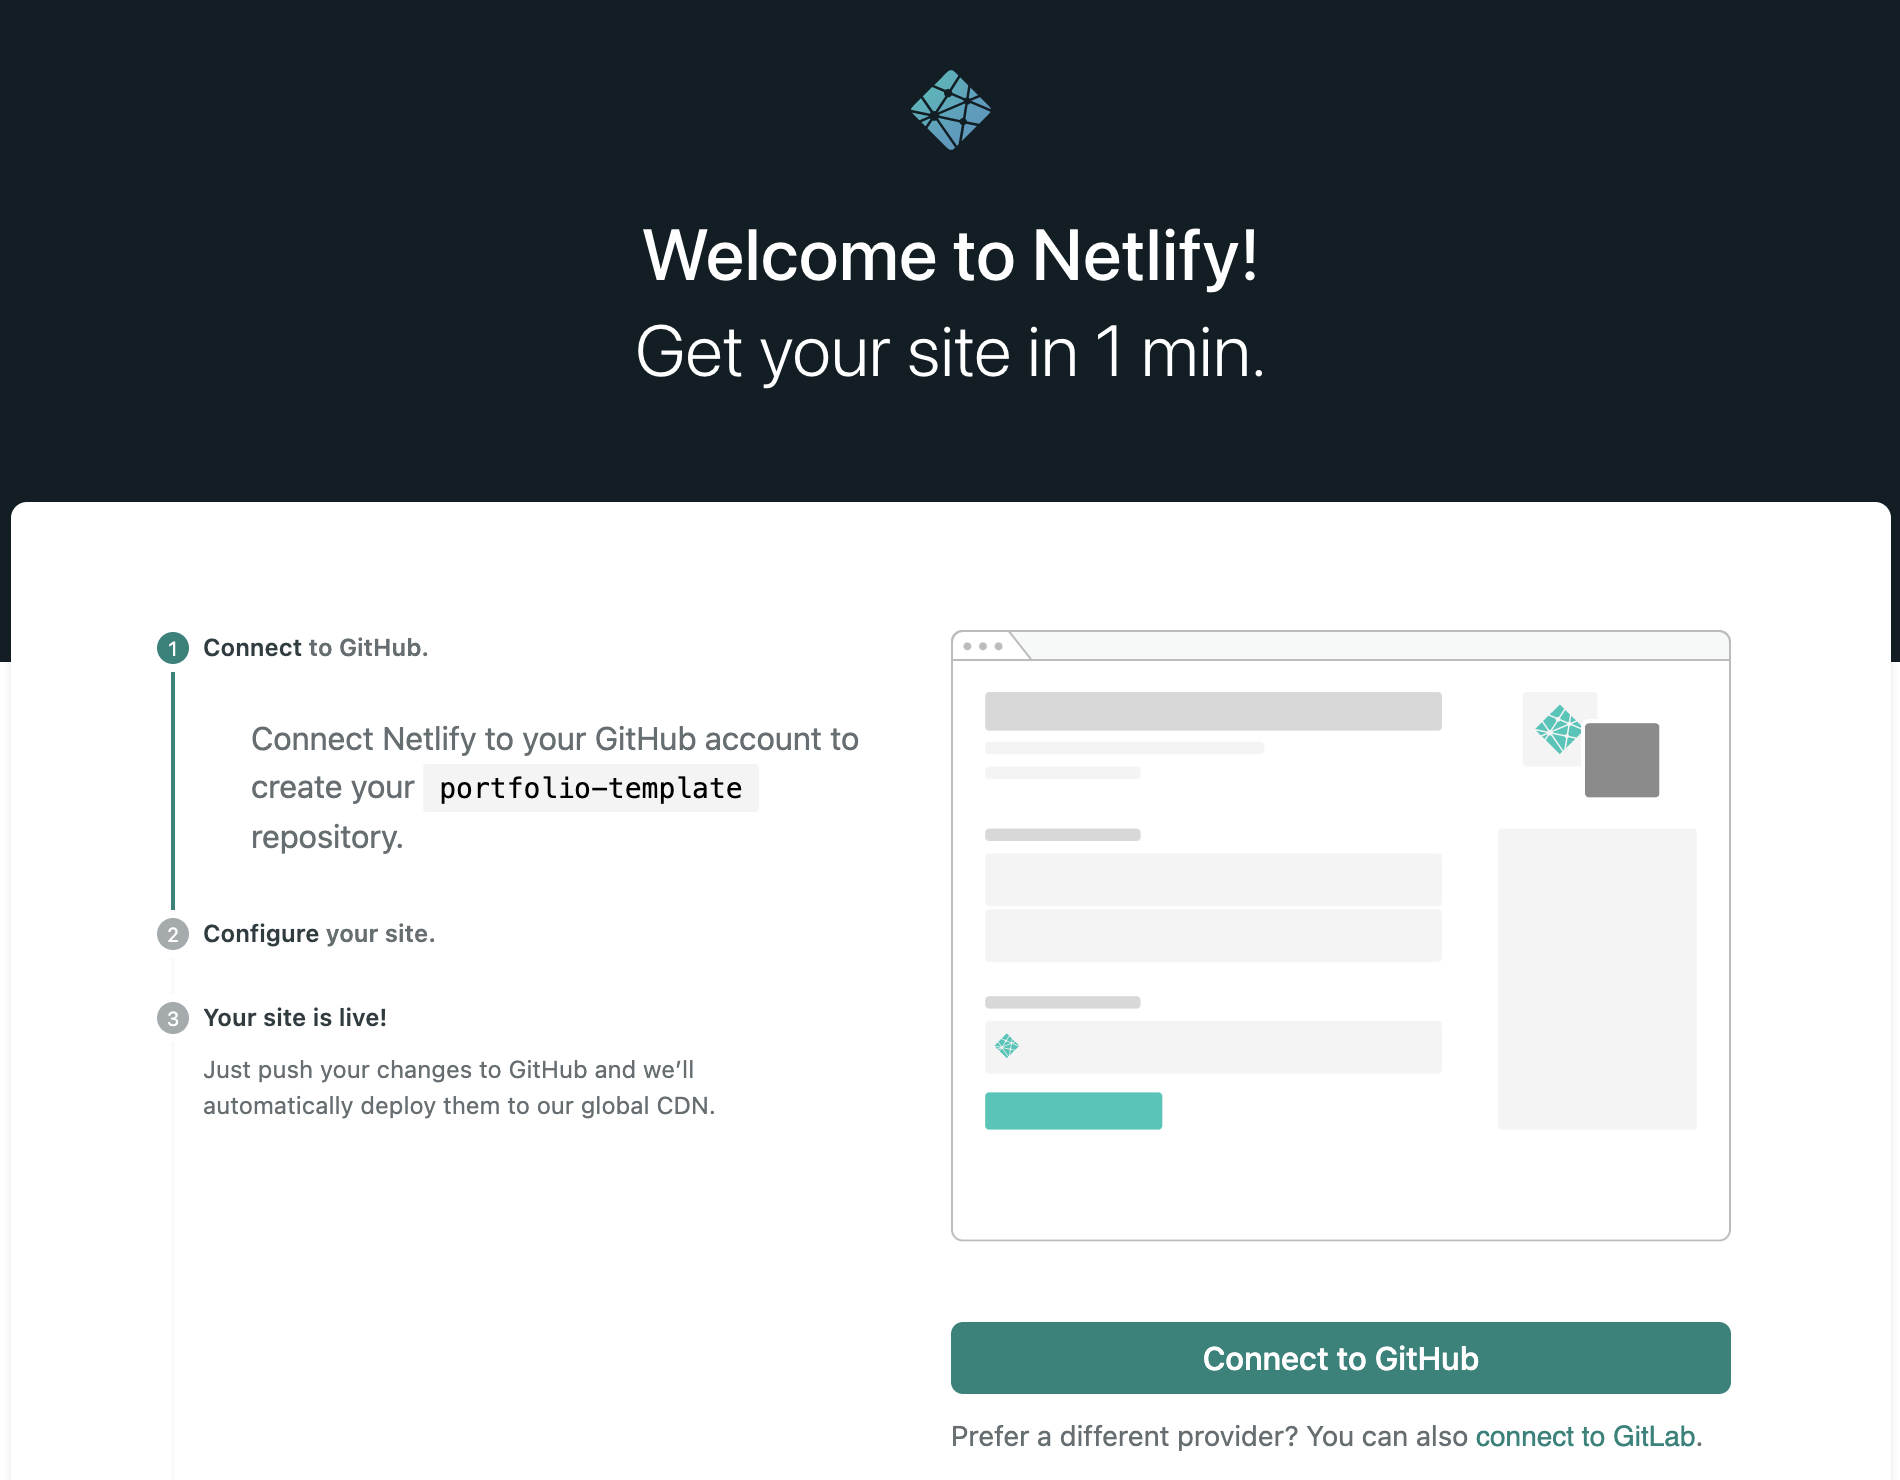 Welcome to Netlify!
Get your site in 1 min.
1 Connect to GitHub.
Connect Netlify to your GitHub account to
create your portfolio-template
repository.
2 Configure your site.
3 Your site is live!
Just push your changes to GitHub and we’ll
automatically deploy them to our global CDN.
Connect to GitHub
Prefer a different provider? You can also connect to GitLab.